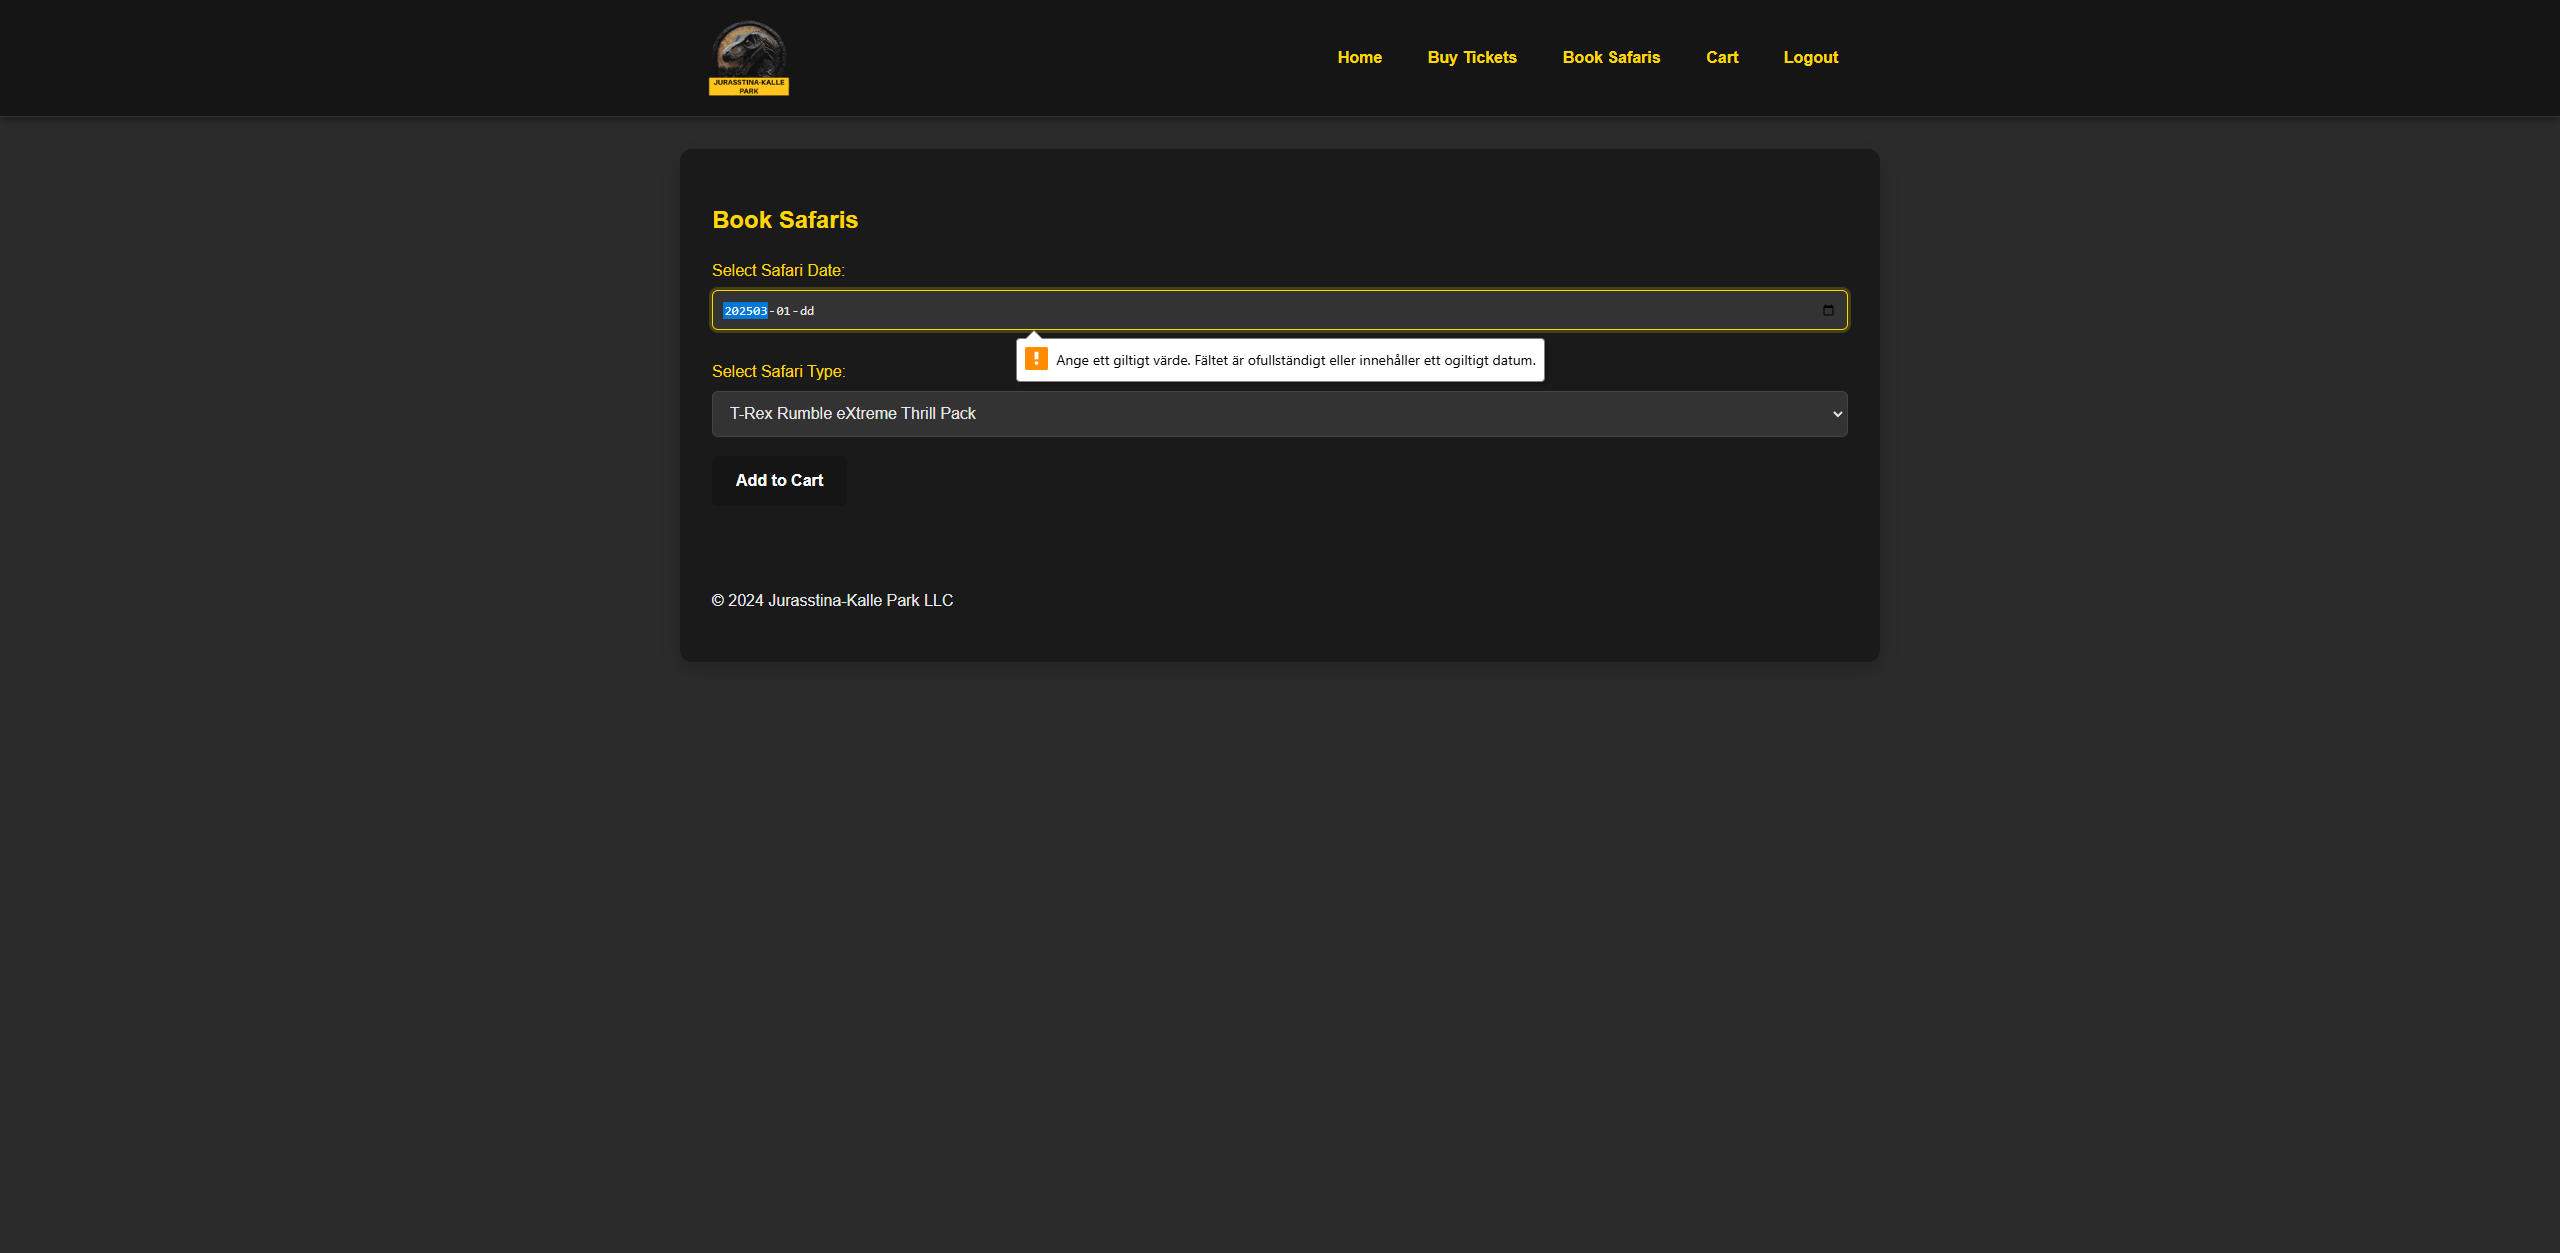 JURASSTINA-KALLE
PARK
Home Buy Tickets Book Safaris Cart Logout
Book Safaris
Select Safari Date:
202503-01-dd
Ange ett giltigt värde. Fältet är ofullständigt eller innehåller ett ogiltigt datum.
Select Safari Type:
T-Rex Rumble eXtreme Thrill Pack
Add to Cart
© 2024 Jurasstina-Kalle Park LLC